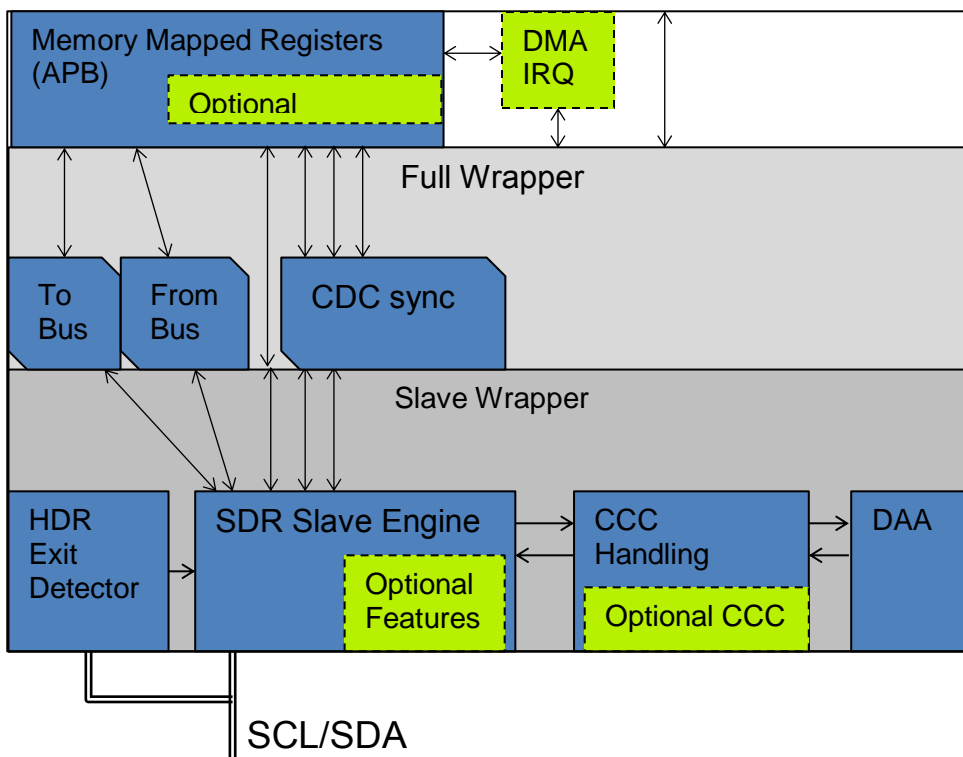 Memory Mapped Registers
(APB)
Optional
DMA
IRQ
Full Wrapper
To
Bus
From
Bus
CDC sync
Slave Wrapper
HDR
Exit
Detector
SDR Slave Engine
Optional
Features
CCC
Handling
Optional CCC
DAA
SCL/SDA